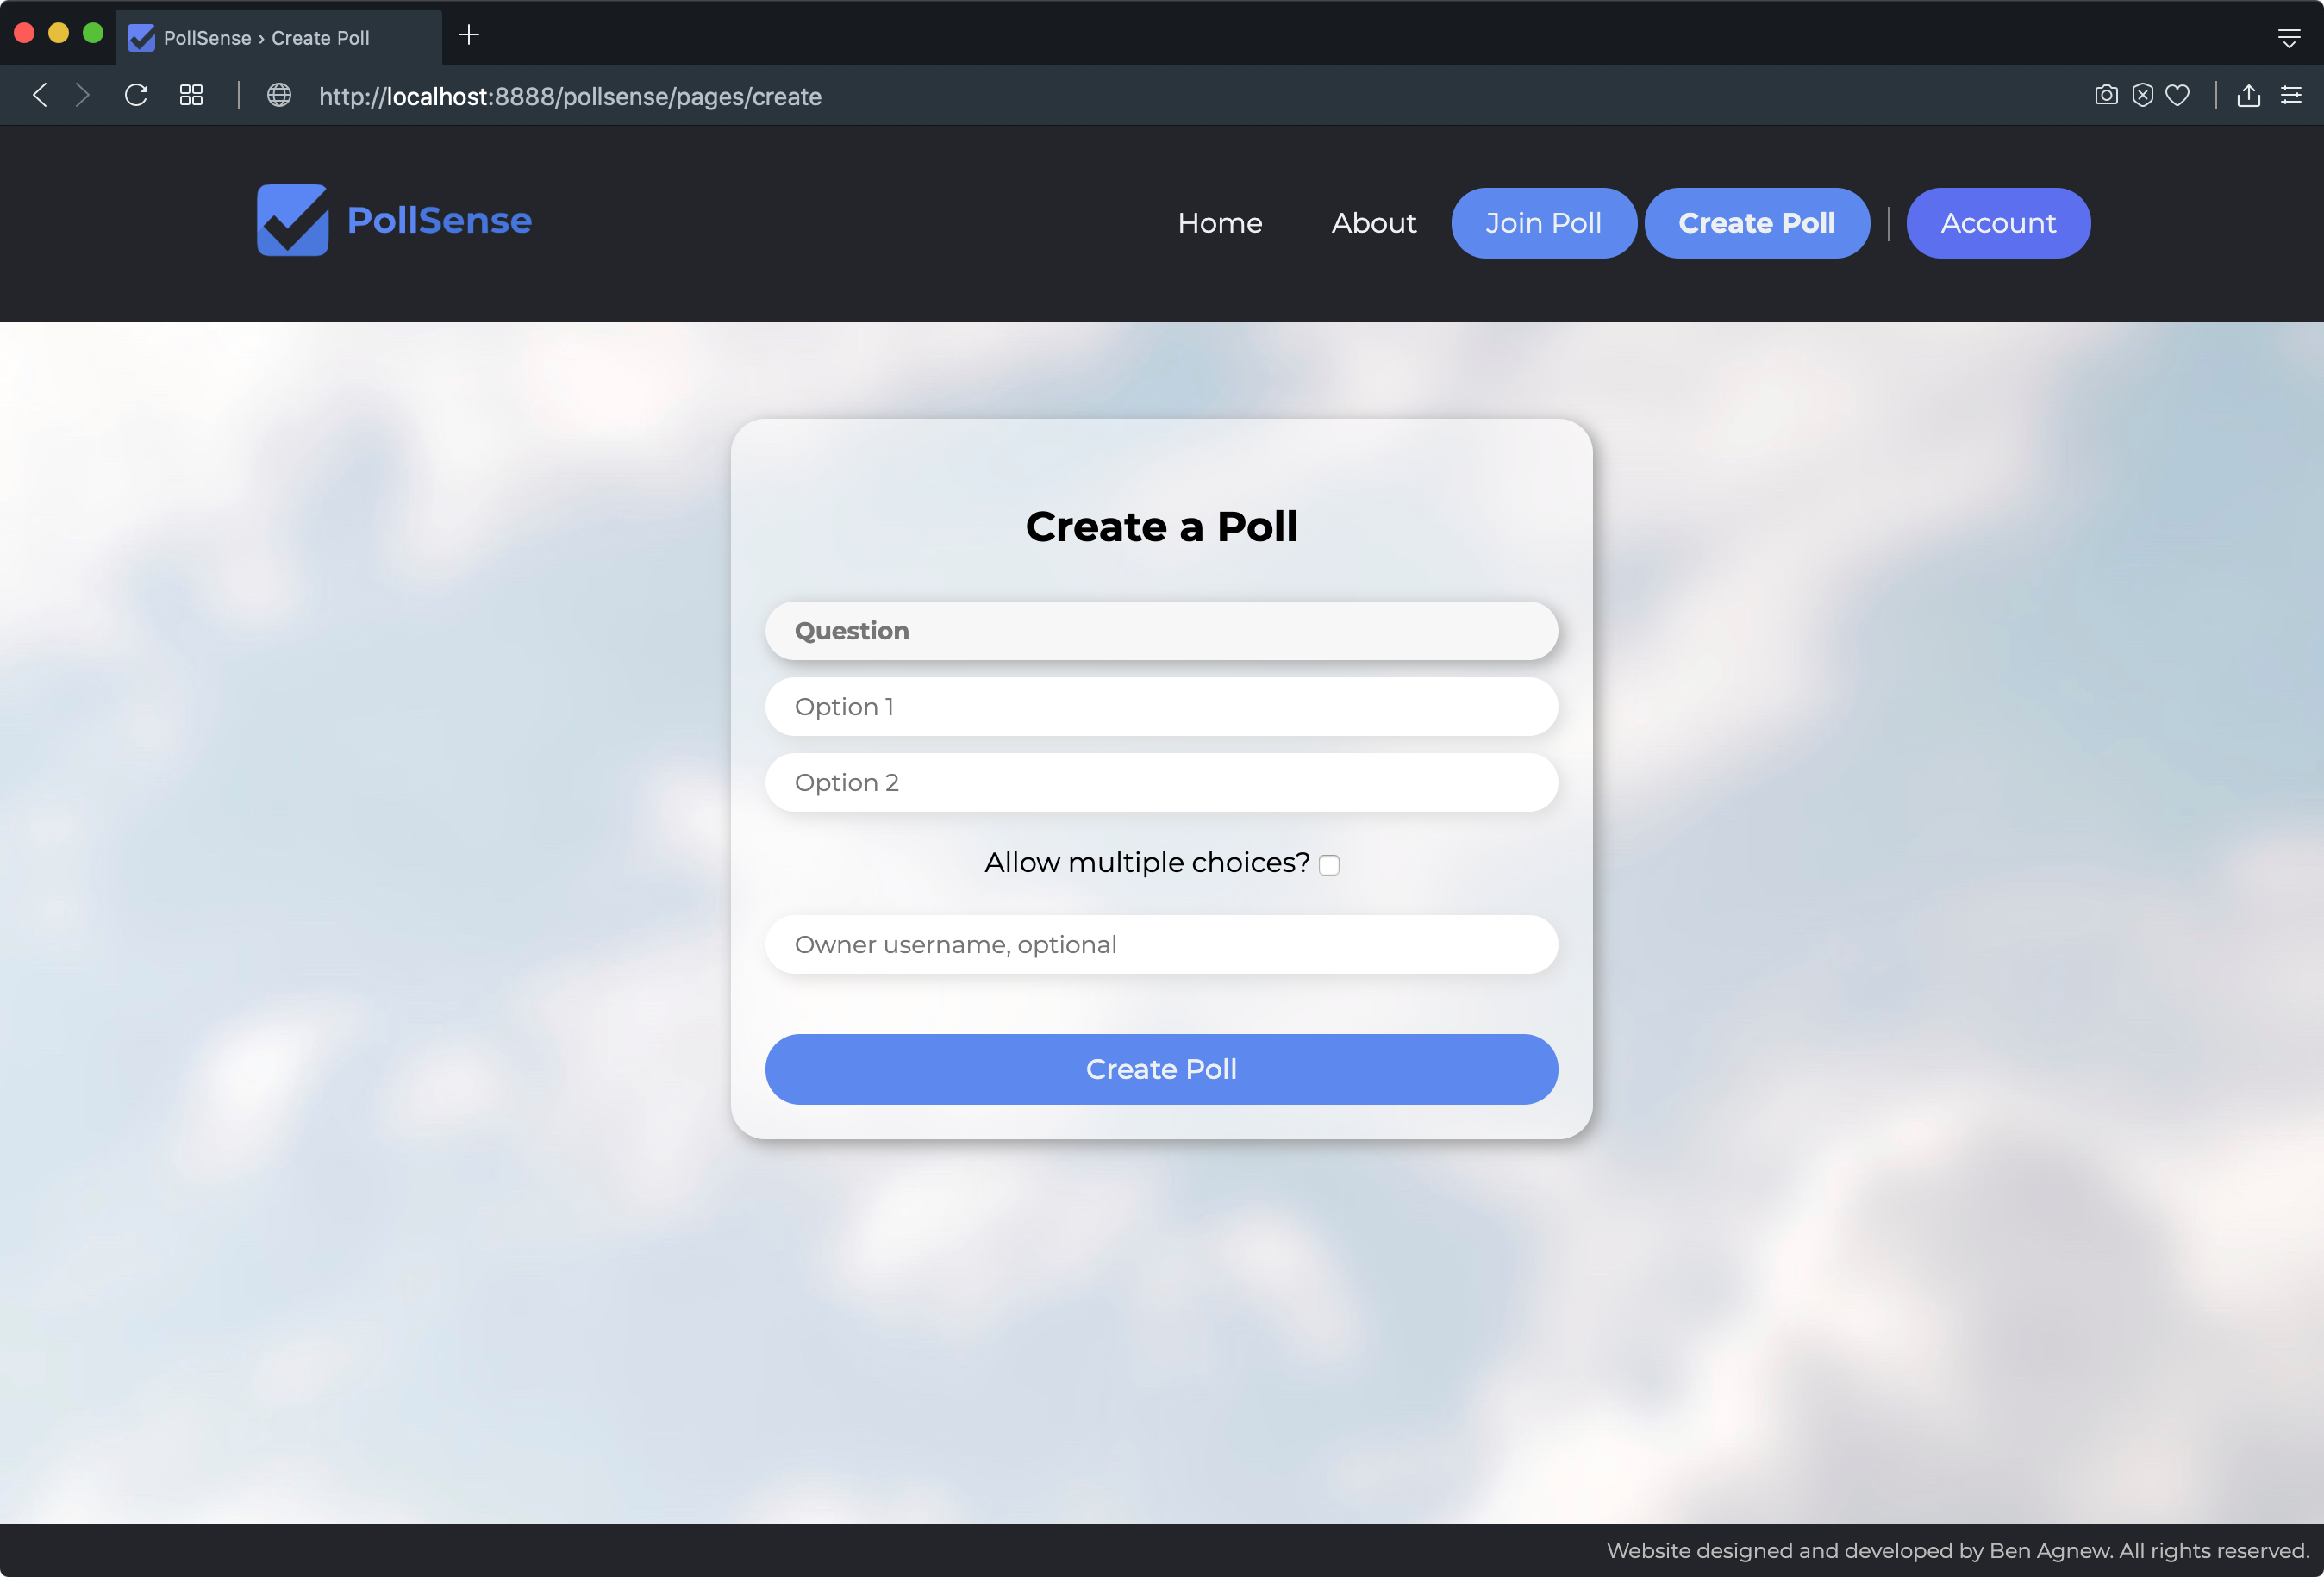 PollSense › Create Poll
http://localhost:8888/pollsense/pages/create
PollSense
Home
About
Join Poll
Create Poll
Account
Create a Poll
Question
Option 1
Option 2
Allow multiple choices?
Owner username, optional
Create Poll
Website designed and developed by Ben Agnew. All rights reserved.